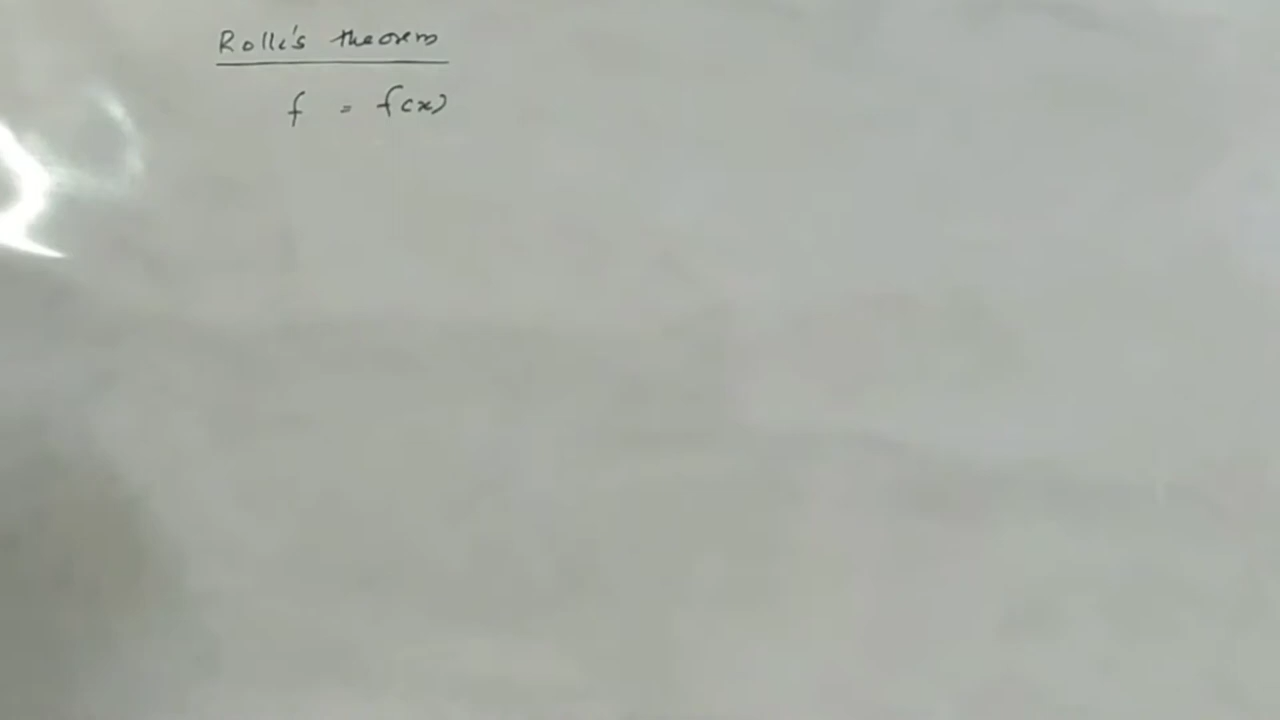 Rolle's theorem
f = f(x)